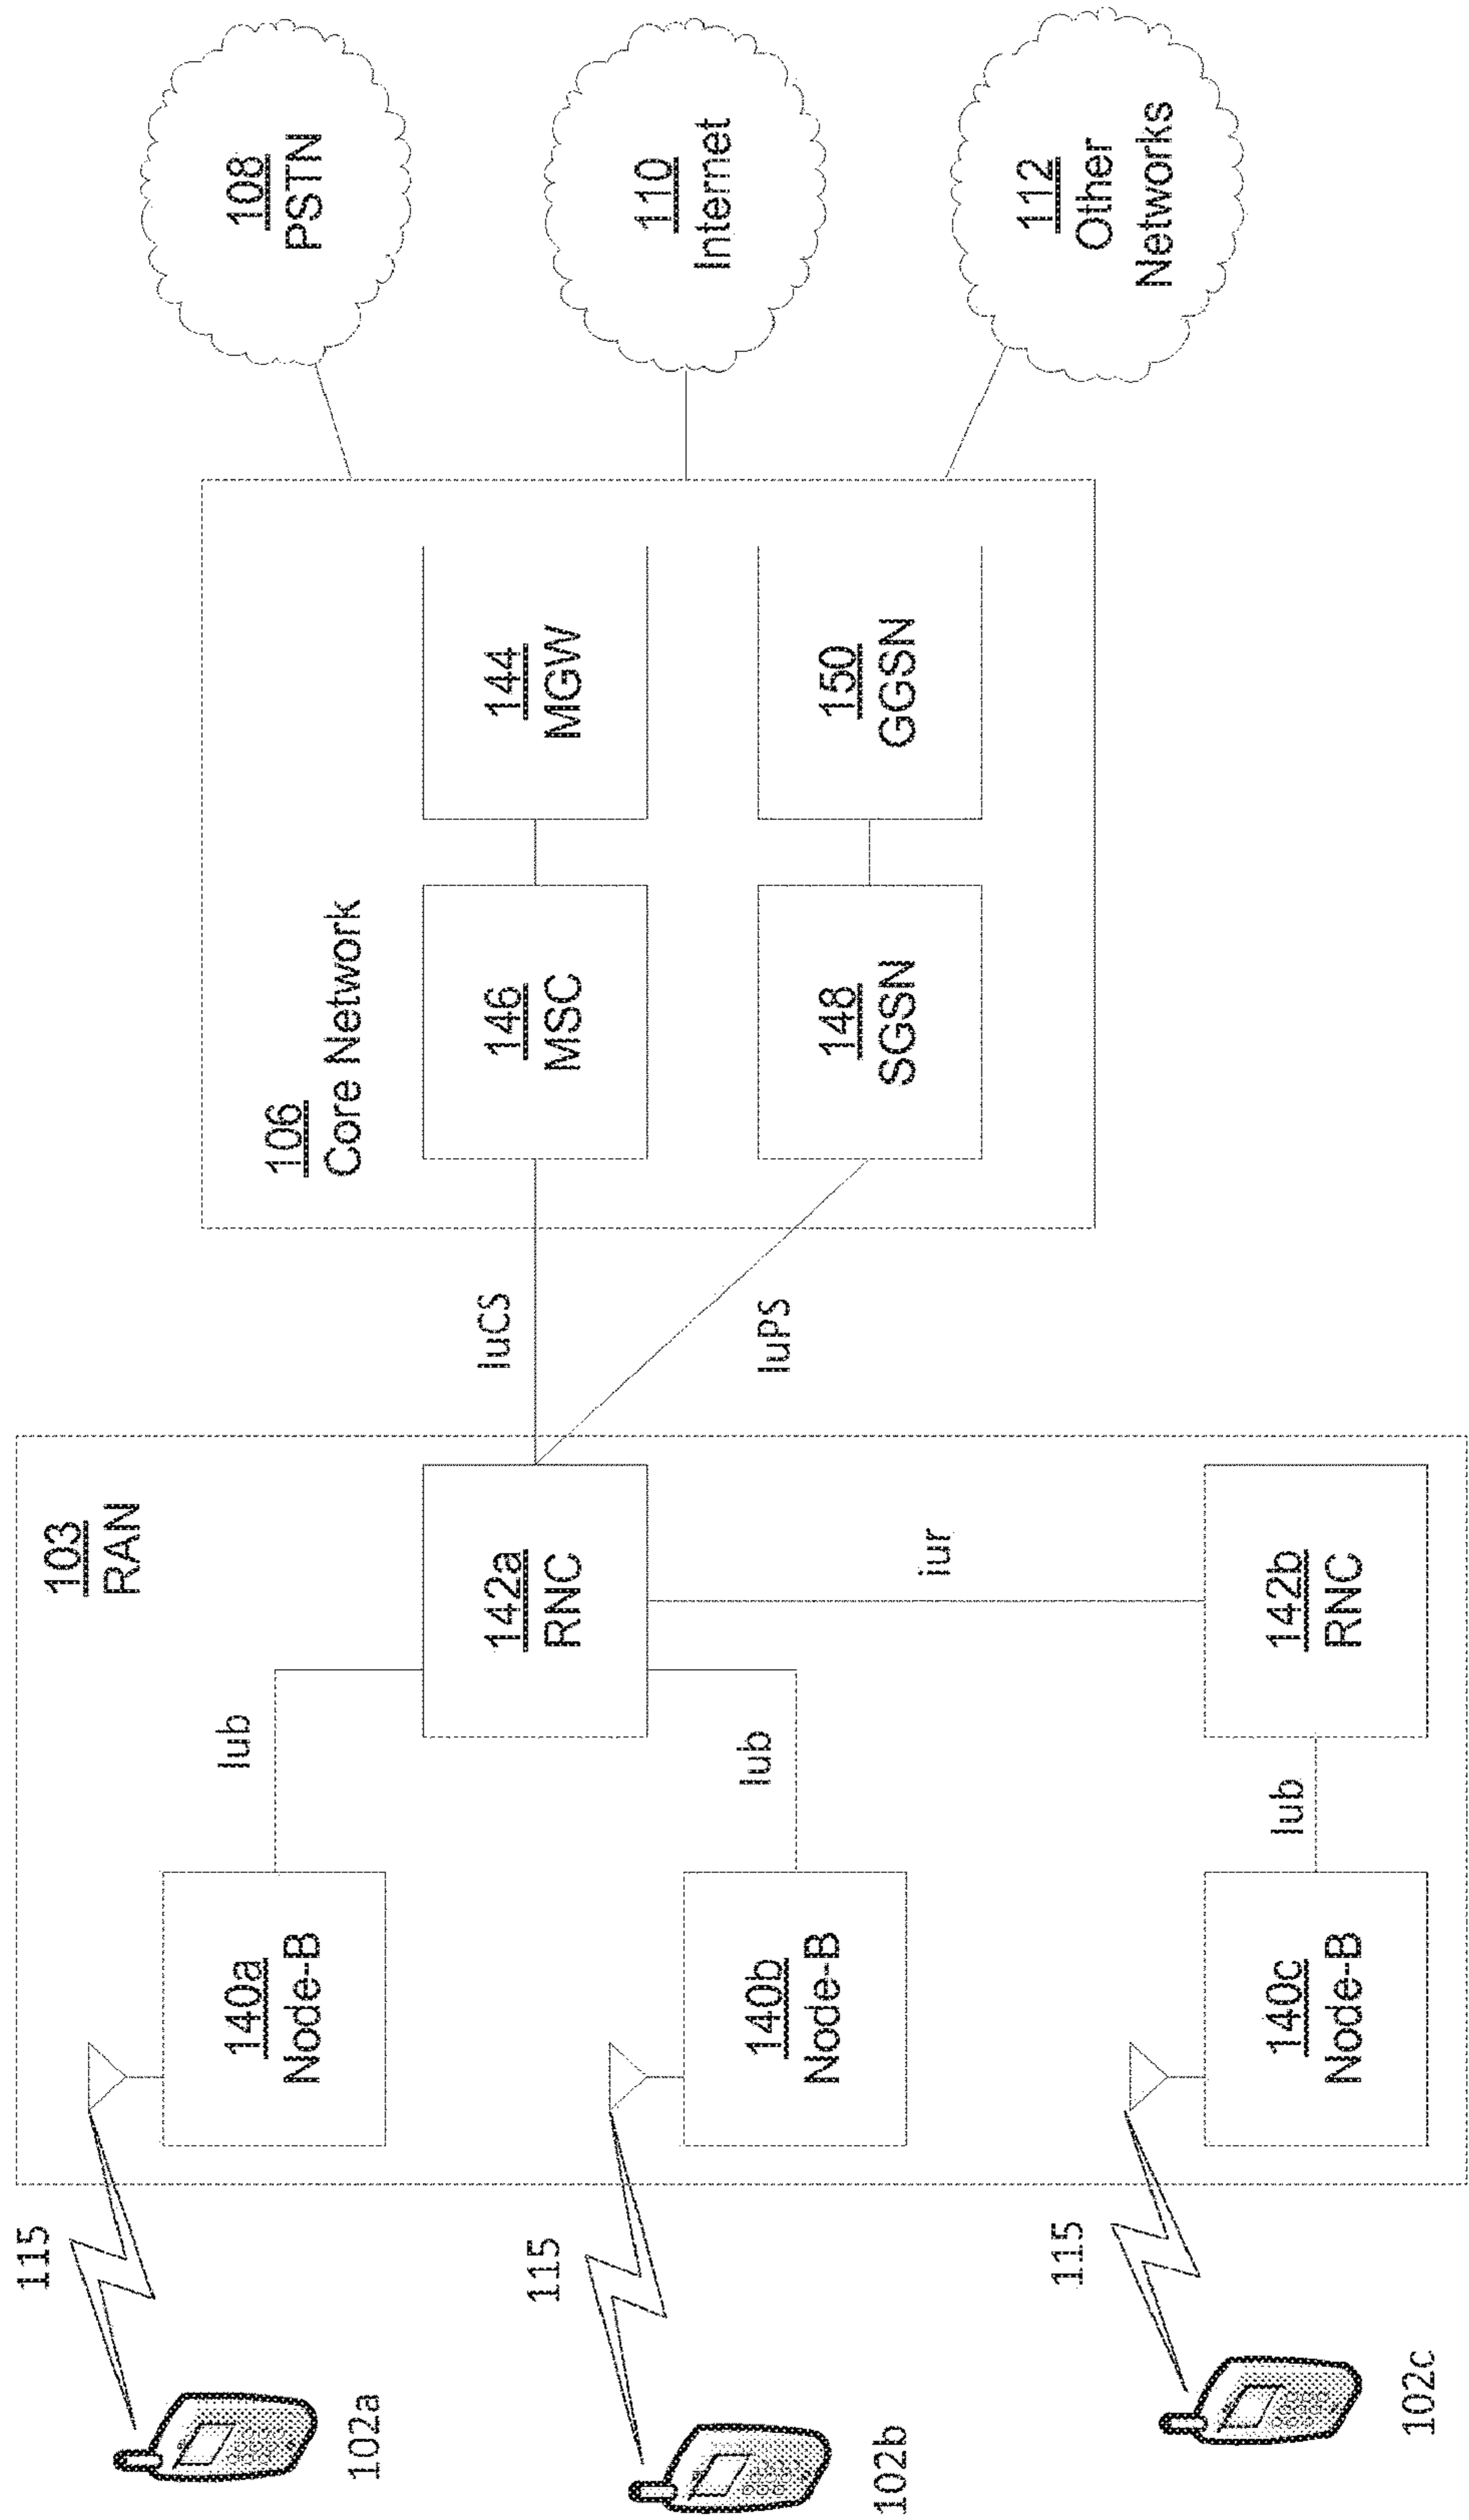 102a
115
103
RAN
140a
Node-B
Iub
142a
RNC
102b
115
140b
Node-B
Iub
iur
102c
115
140c
Node-B
Iub
142b
RNC
IuCS
IuPS
106
Core Network
146
MSC
144
MGW
148
SGSN
150
GGSN
108
PSTN
110
Internet
112
Other
Networks